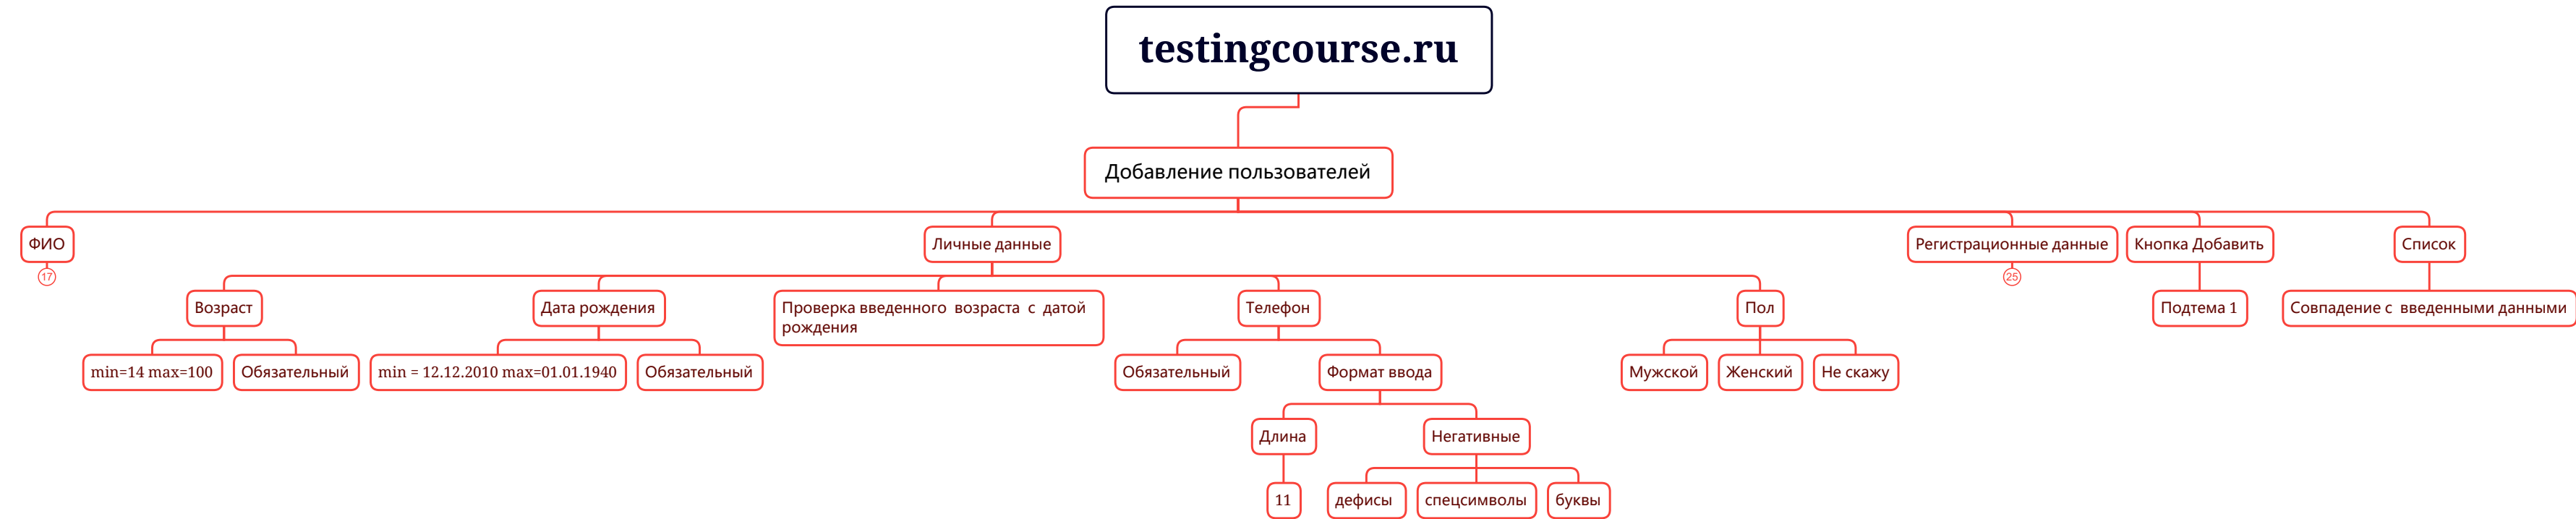 testingcourse.ru
Добавление пользователей
ФИО
Личные данные
Регистрационные данные
Кнопка Добавить
Список
17
25
Возраст
Дата рождения
Проверка введенного возраста с датой
рождения
Телефон
Пол
Подтема 1
Совпадение с введенными данными
min=14 max=100
Обязательный
min = 12.12.2010 max=01.01.1940
Обязательный
Обязательный
Формат ввода
Мужской
Женский
Не скажу
Длина
Негативные
11
дефисы
спецсимволы
буквы